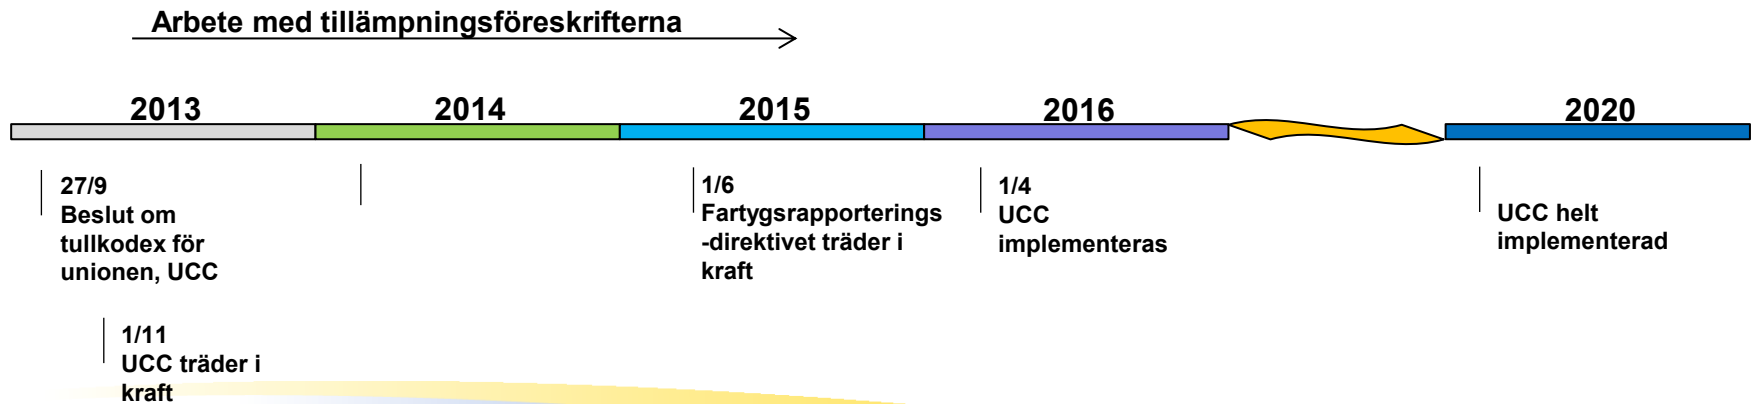 Arbete med tillämpningsföreskrifterna
2013
2014
2015
2016
2020
27/9
Beslut om
tullkodex för
unionen, UCC
1/11
UCC träder i
kraft
1/6
Fartygsrapporterings
-direktivet träder i
kraft
1/4
UCC
implementeras
UCC helt
implementerad